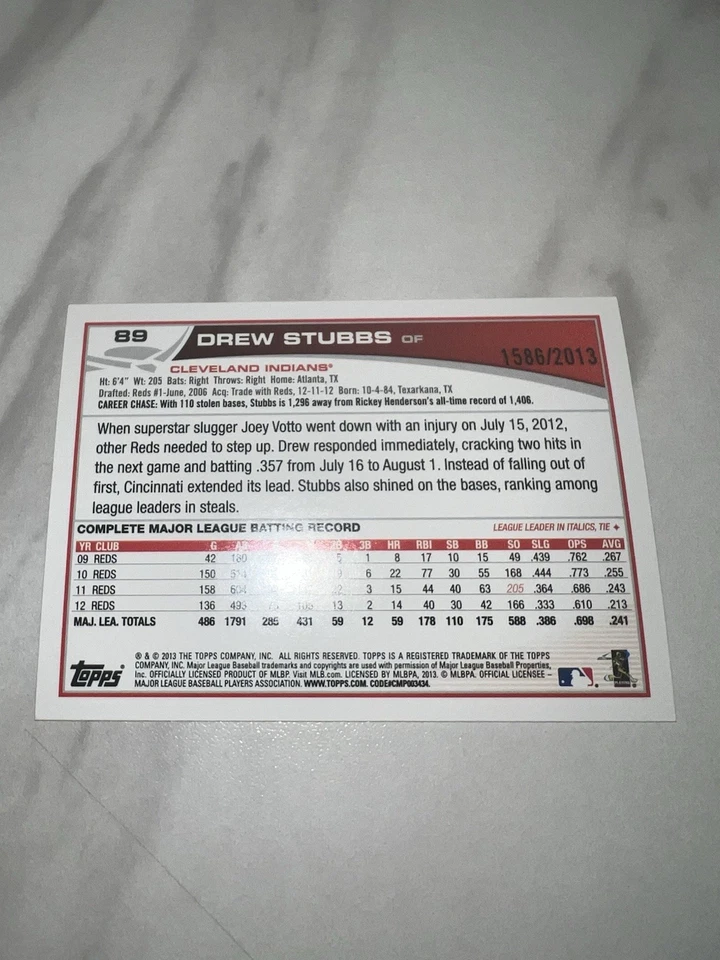 89 DREW STUBBS OF
1586/2013
CLEVELAND INDIANS®
Ht: 6'4" Wt: 205 Bats: Right Throws: Right Home: Atlanta, TX
Drafted: Reds #1-June, 2006 Acq: Trade with Reds, 12-11-12 Born: 10-4-84, Texarkana, TX
CAREER CHASE: With 110 stolen bases, Stubbs is 1,296 away from Rickey Henderson's all-time record of 1,406.
When superstar slugger Joey Votto went down with an injury on July 15, 2012,
other Reds needed to step up. Drew responded immediately, cracking two hits in
the next game and batting .357 from July 16 to August 1. Instead of falling out of
first, Cincinnati extended its lead. Stubbs also shined on the bases, ranking among
league leaders in steals.
COMPLETE MAJOR LEAGUE BATTING RECORD LEAGUE LEADER IN ITALICS, TIE ♦
YR CLUB G AB 3B HR RBI SB BB SO SLG OPS AVG
09 REDS 42 180 5 1 8 17 10 15 49 .439 .762 .267
10 REDS 150 6 22 77 30 55 168 .444 .773 .255
11 REDS 158 3 15 44 40 63 205 .364 .686 .243
12 REDS 136 493 13 2 14 40 30 42 166 .333 .610 .213
MAJ. LEA. TOTALS 486 1791 285 431 59 12 59 178 110 175 588 .386 .698 .241
topps
® & © 2013 THE TOPPS COMPANY, INC. ALL RIGHTS RESERVED. TOPPS IS A REGISTERED TRADEMARK OF THE TOPPS
COMPANY, INC. Major League Baseball trademarks and copyrights are used with permission of Major League Baseball Properties,
Inc. OFFICIALLY LICENSED PRODUCT OF MLBP. Visit MLB.com. LICENSED BY MLBPA, 2013. © MLBPA. OFFICIAL LICENSEE –
MAJOR LEAGUE BASEBALL PLAYERS ASSOCIATION. WWW.TOPPS.COM. CODE#CMP003434.